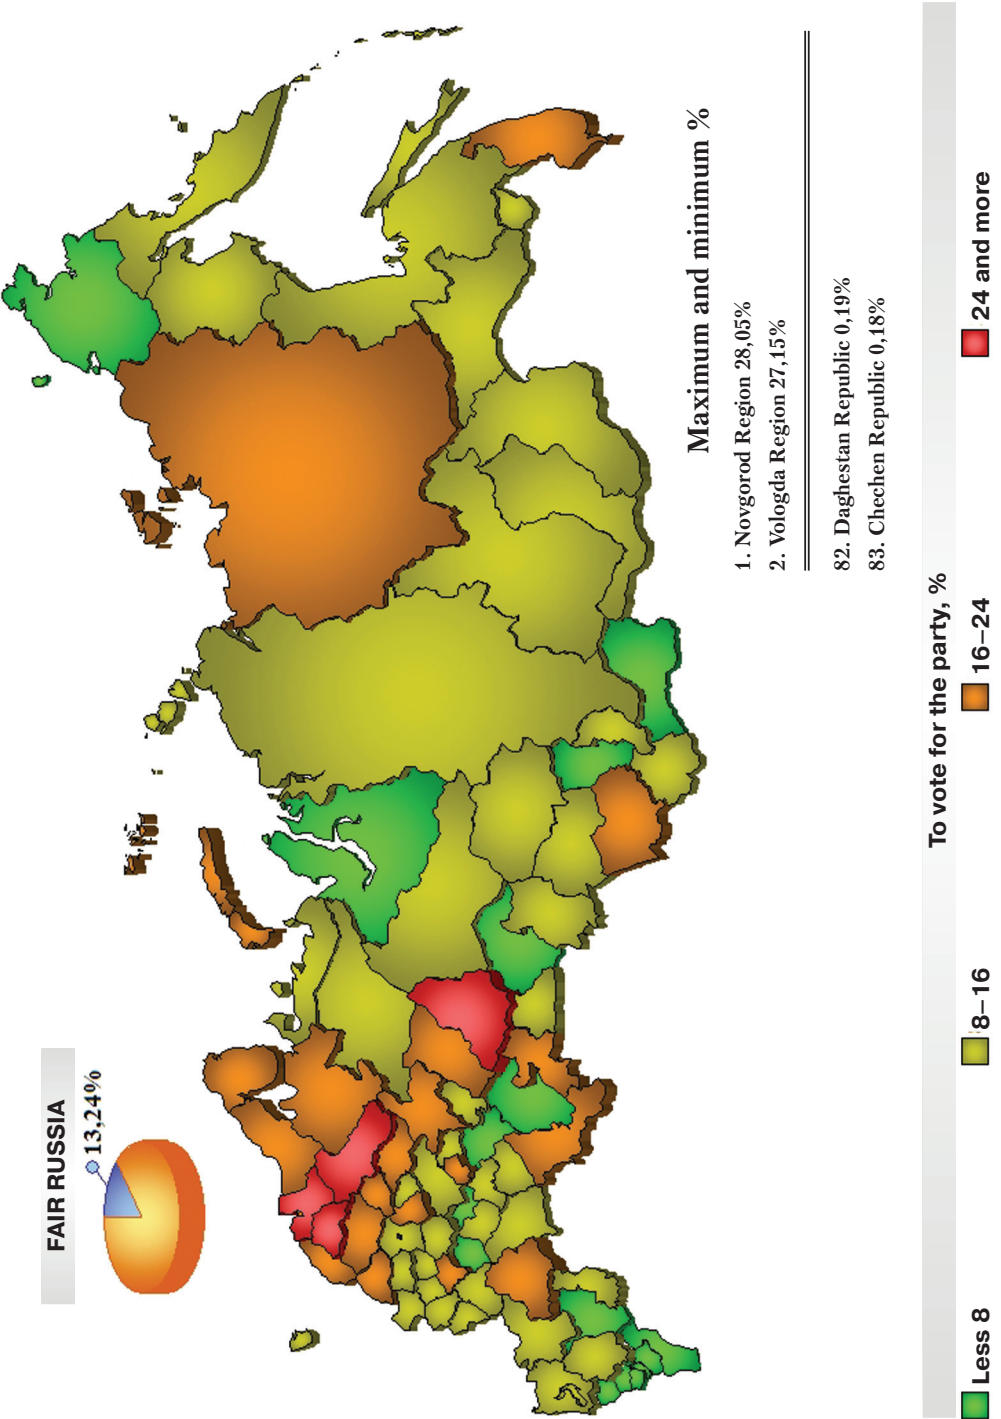 FAIR RUSSIA
13,24%
Maximum and minimum %
1. Novgorod Region 28,05%
2. Vologda Region 27,15%
82. Daghestan Republic 0,19%
83. Chechen Republic 0,18%
To vote for the party, %
Less 8
8–16
16–24
24 and more